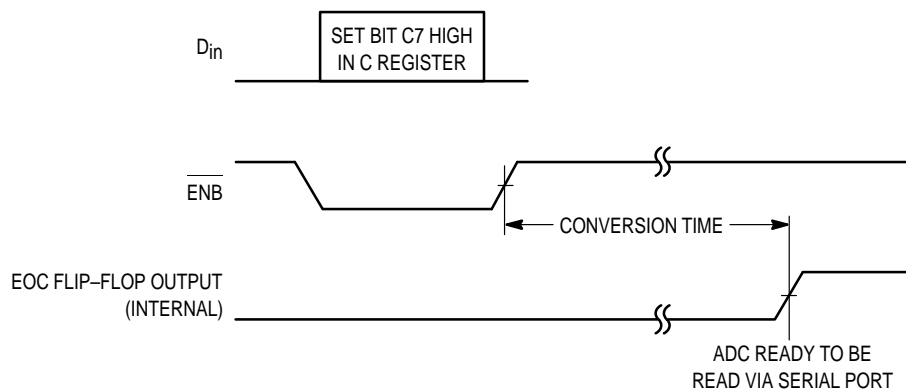 SET BIT C7 HIGH
IN C REGISTER
Din
ENB
CONVERSION TIME
EOC FLIP–FLOP OUTPUT
(INTERNAL)
ADC READY TO BE
READ VIA SERIAL PORT